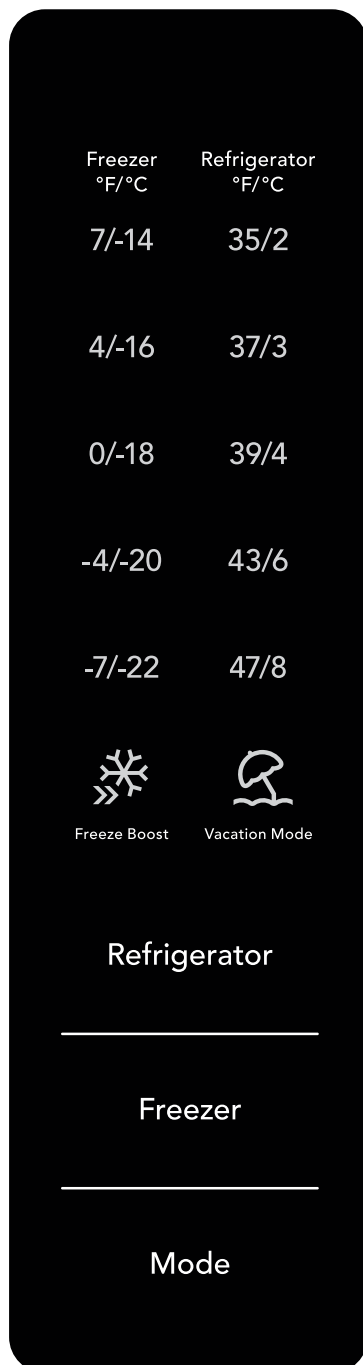 Freezer Refrigerator
°F/°C °F/°C
7/-14 35/2
4/-16 37/3
0/-18 39/4
-4/-20 43/6
-7/-22 47/8
Freeze Boost Vacation Mode
Refrigerator
Freezer
Mode